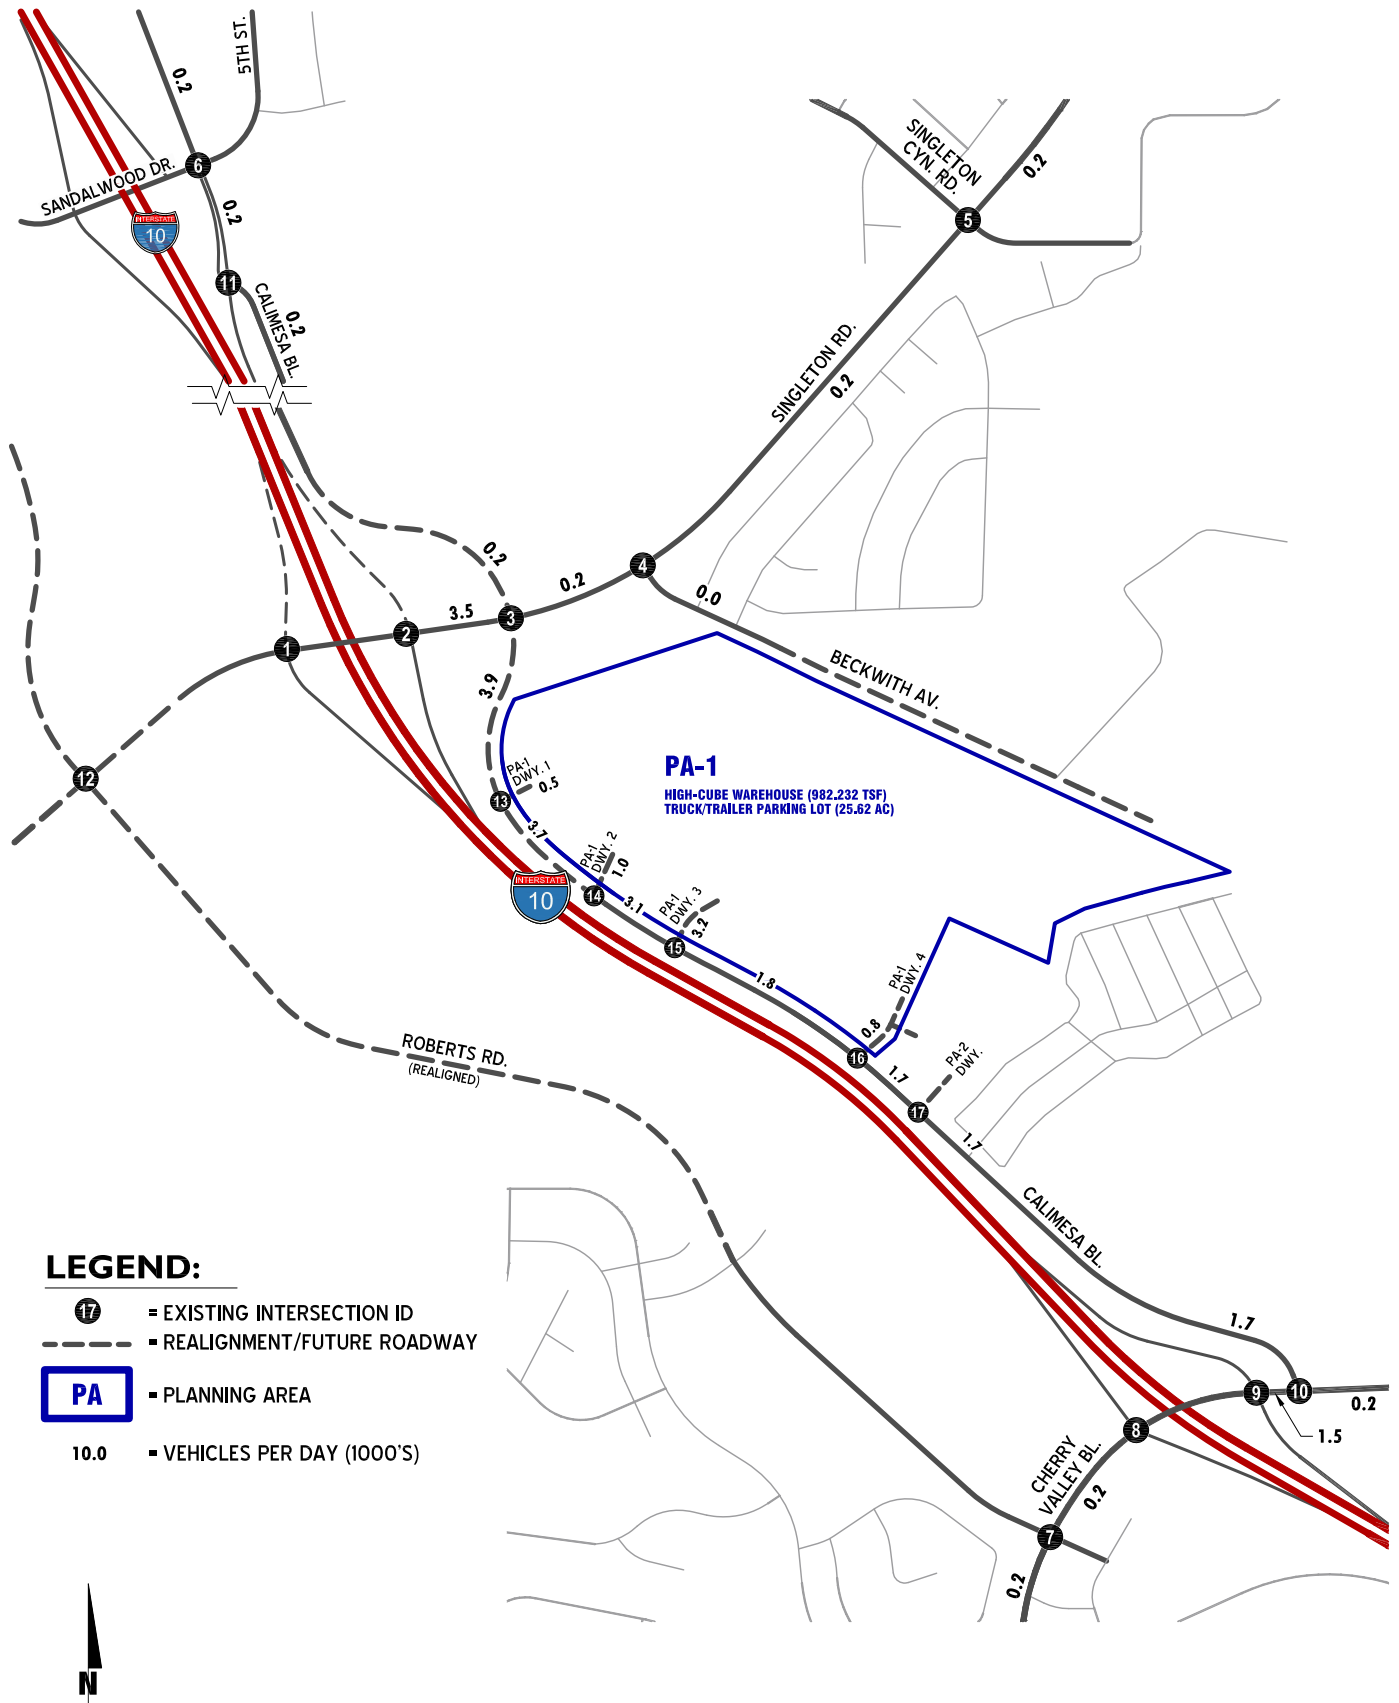 5TH ST.
0.2
6
SANDALWOOD DR.
INTERSTATE
10
0.2
11
CALIMESA BL.
0.2
SINGLETON
CYN. RD.
0.2
5
SINGLETON RD.
0.2
0.2
4
0.2
3
3.5
2
1
0.0
BECKWITH AV.
3.9
12
PA-1
DWY. 1
0.5
13
PA-1
HIGH-CUBE WAREHOUSE (982.232 TSF)
TRUCK/TRAILER PARKING LOT (25.62 AC)
3.7
PA-1
DWY. 2
1.0
INTERSTATE
10
14
3.1
PA-1
DWY. 3
3.2
15
1.8
PA-1
DWY. 4
0.8
16
1.7
PA-2
DWY.
17
1.7
ROBERTS RD.
(REALIGNED)
CALIMESA BL.
1.7
9
10
0.2
1.5
8
CHERRY
VALLEY BL.
0.2
7
0.2
LEGEND:
17 = EXISTING INTERSECTION ID
= REALIGNMENT/FUTURE ROADWAY
PA = PLANNING AREA
10.0 = VEHICLES PER DAY (1000'S)
N